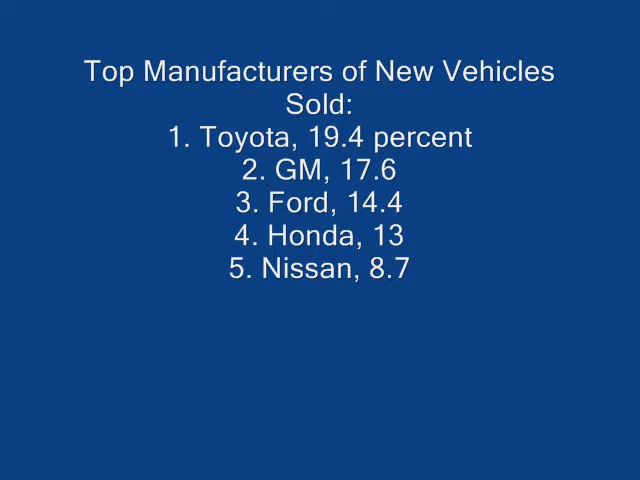 Top Manufacturers of New Vehicles
Sold:
1. Toyota, 19.4 percent
2. GM, 17.6
3. Ford, 14.4
4. Honda, 13
5. Nissan, 8.7